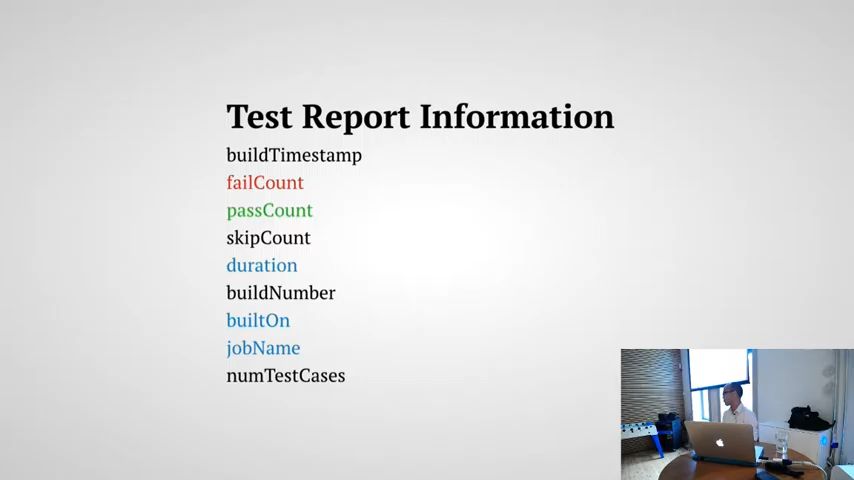 Test Report Information
buildTimestamp
failCount
passCount
skipCount
duration
buildNumber
builtOn
jobName
numTestCases